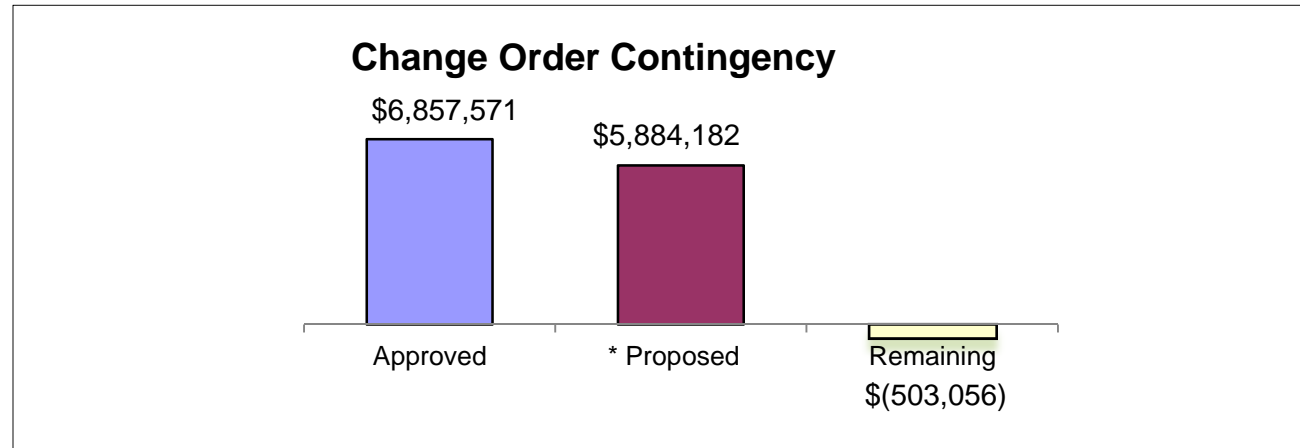 Change Order Contingency
$6,857,571
$5,884,182
Approved
* Proposed
Remaining
$(503,056)